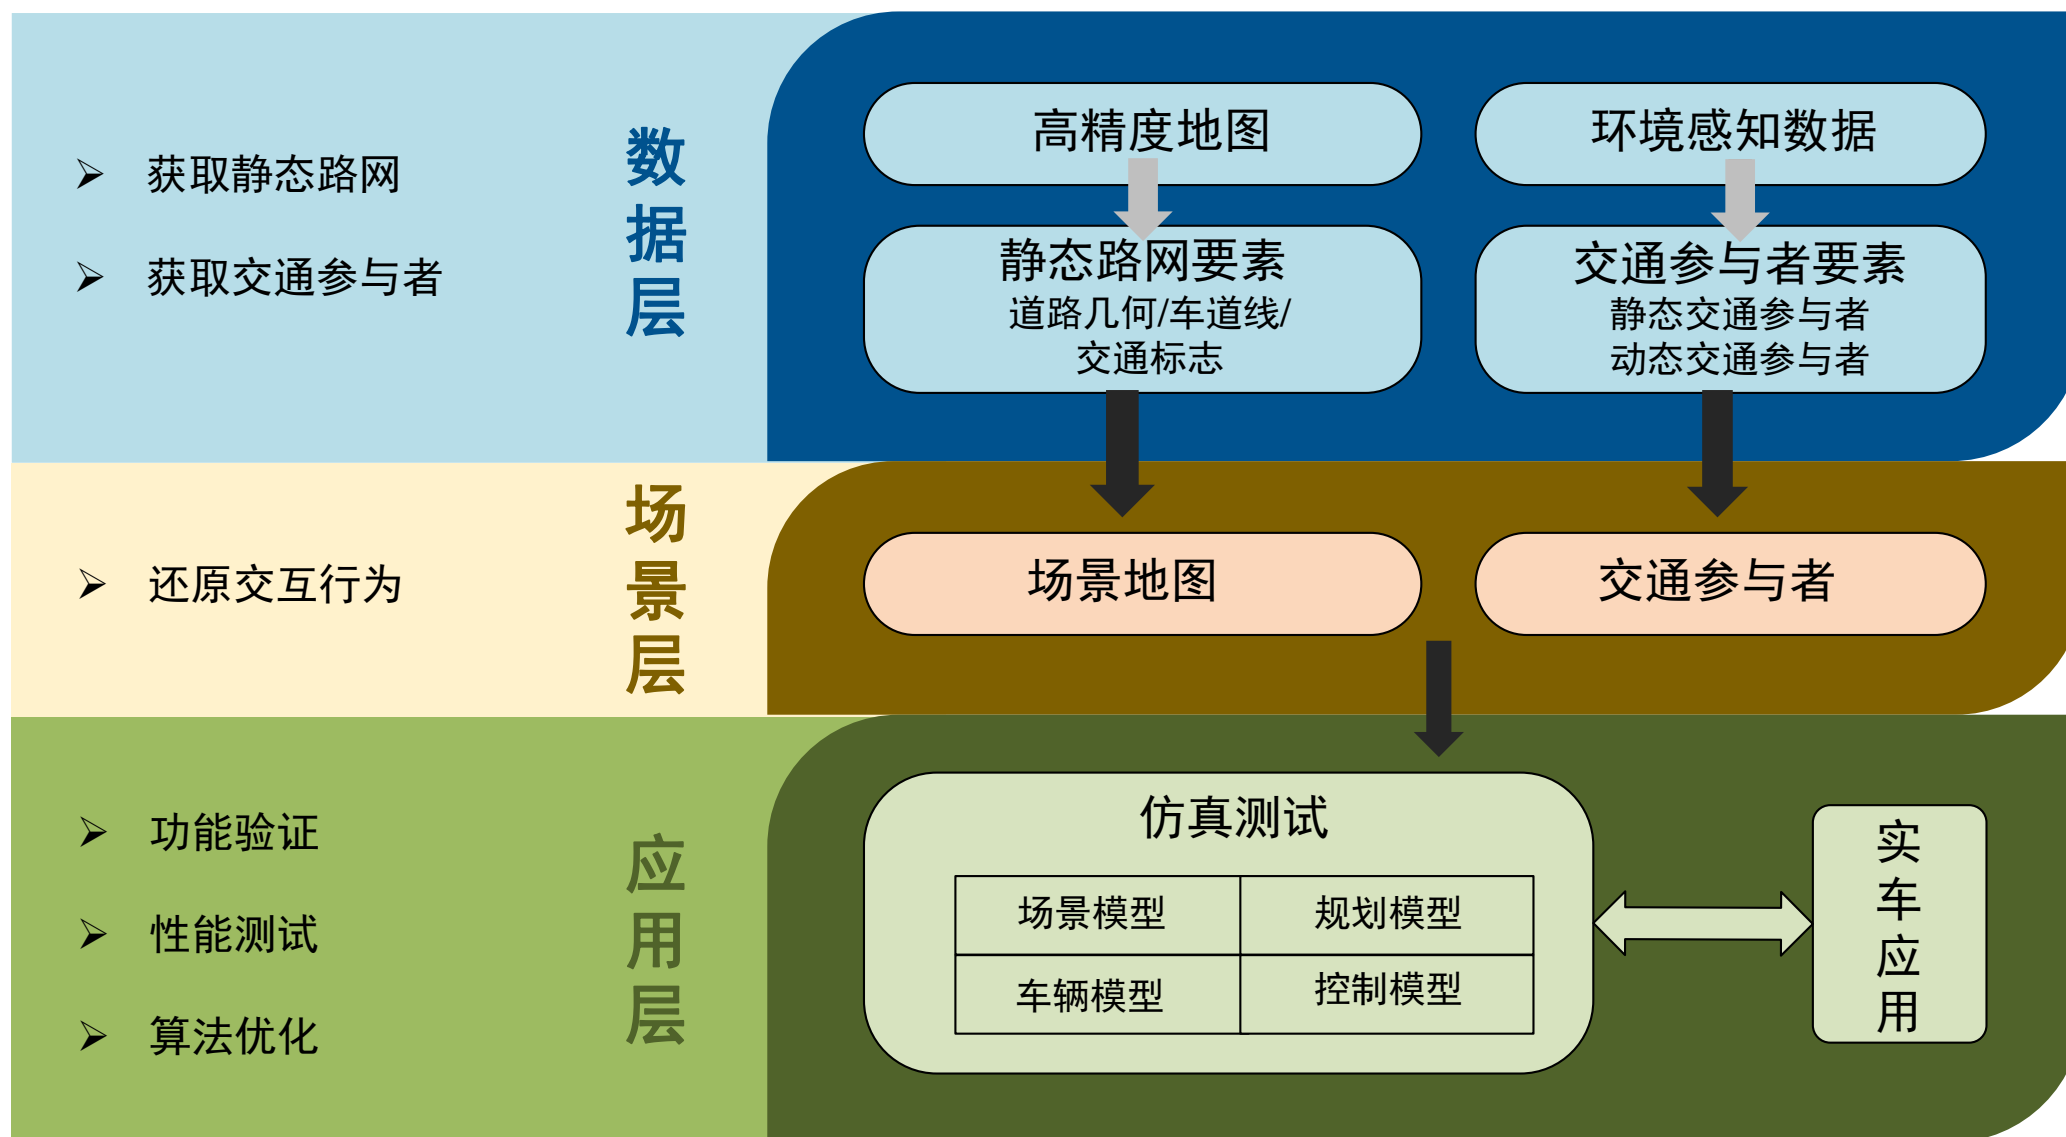 ➢ 获取静态路网
➢ 获取交通参与者
数据层
高精度地图
环境感知数据
静态路网要素
道路几何/车道线/
交通标志
交通参与者要素
静态交通参与者
动态交通参与者
➢ 还原交互行为
场景层
场景地图
交通参与者
➢ 功能验证
➢ 性能测试
➢ 算法优化
应用层
仿真测试
场景模型
规划模型
车辆模型
控制模型
实车应用